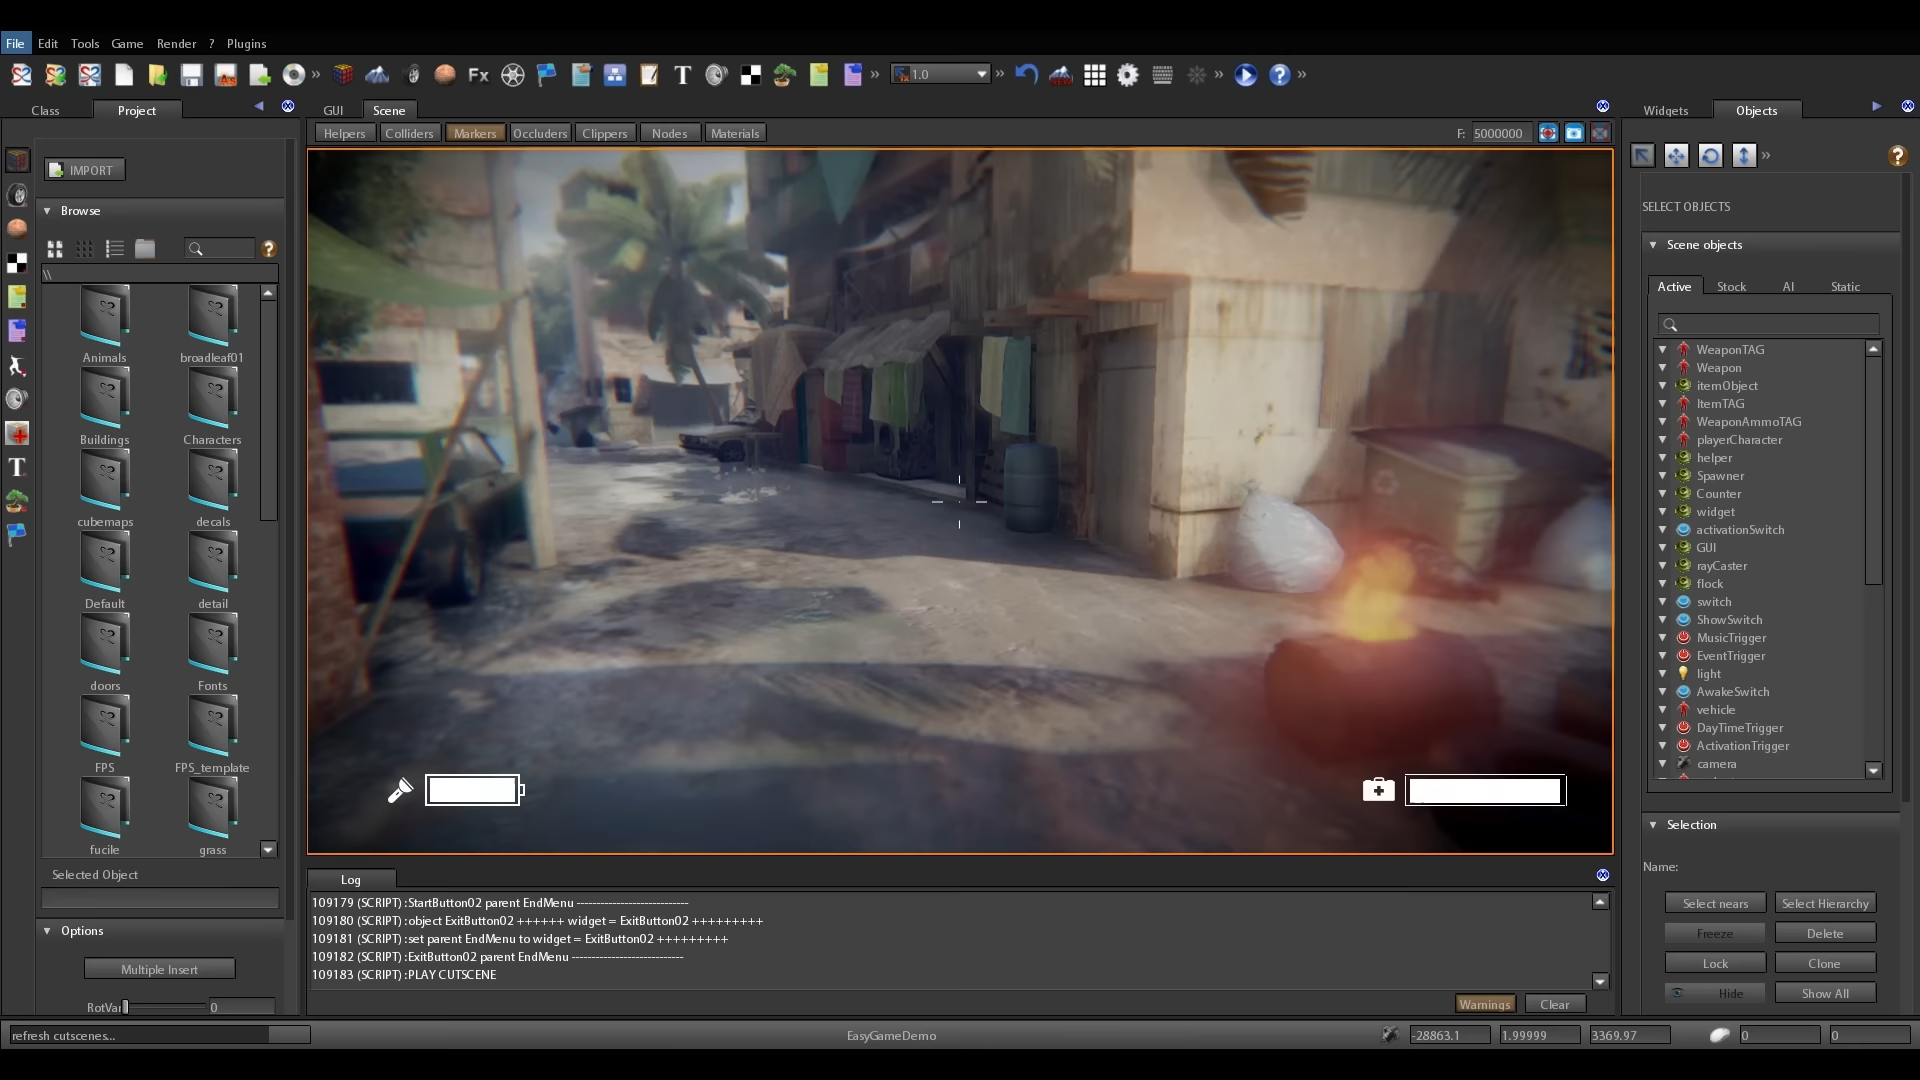 File Edit Tools Game Render ? Plugins
Fx T 1.0
Class Project
GUI Scene
Widgets Objects
Helpers Colliders Markers Occluders Clippers Nodes Materials
F: 5000000
IMPORT
Browse
\\
Animals broadleaf01
Buildings Characters
cubemaps decals
Default detail
doors Fonts
FPS FPS_template
fucile grass
Selected Object
Options
Multiple Insert
RotVar 0
SELECT OBJECTS
Scene objects
Active Stock AI Static
WeaponTAG
Weapon
itemObject
ItemTAG
WeaponAmmoTAG
playerCharacter
helper
Spawner
Counter
widget
activationSwitch
GUI
rayCaster
flock
switch
ShowSwitch
MusicTrigger
EventTrigger
light
AwakeSwitch
vehicle
DayTimeTrigger
ActivationTrigger
camera
Selection
Name:
Select nears Select Hierarchy
Freeze Delete
Lock Clone
Hide Show All
Log
109179 (SCRIPT) :StartButton02 parent EndMenu ----------------------------
109180 (SCRIPT) :object ExitButton02 ++++++ widget = ExitButton02 +++++++++
109181 (SCRIPT) :set parent EndMenu to widget = ExitButton02 +++++++++
109182 (SCRIPT) :ExitButton02 parent EndMenu ----------------------------
109183 (SCRIPT) :PLAY CUTSCENE
Warnings Clear
refresh cutscenes...
EasyGameDemo
-28863.1 1.99999 3369.97 0 0